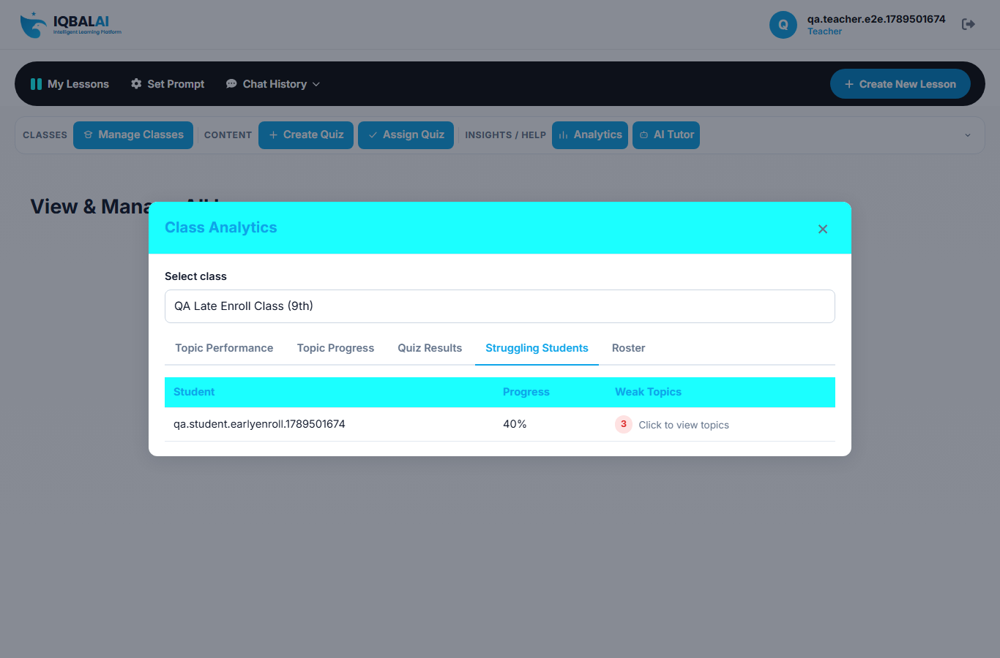 IQBALAI
Intelligent Learning Platform
Q
qa.teacher.e2e.1789501674
Teacher
My Lessons
Set Prompt
Chat History
Create New Lesson
CLASSES
Manage Classes
CONTENT
Create Quiz
Assign Quiz
INSIGHTS / HELP
Analytics
AI Tutor
View & Mana
Class Analytics
Select class
QA Late Enroll Class (9th)
Topic Performance
Topic Progress
Quiz Results
Struggling Students
Roster
Student
Progress
Weak Topics
qa.student.earlyenroll.1789501674
40%
3
Click to view topics